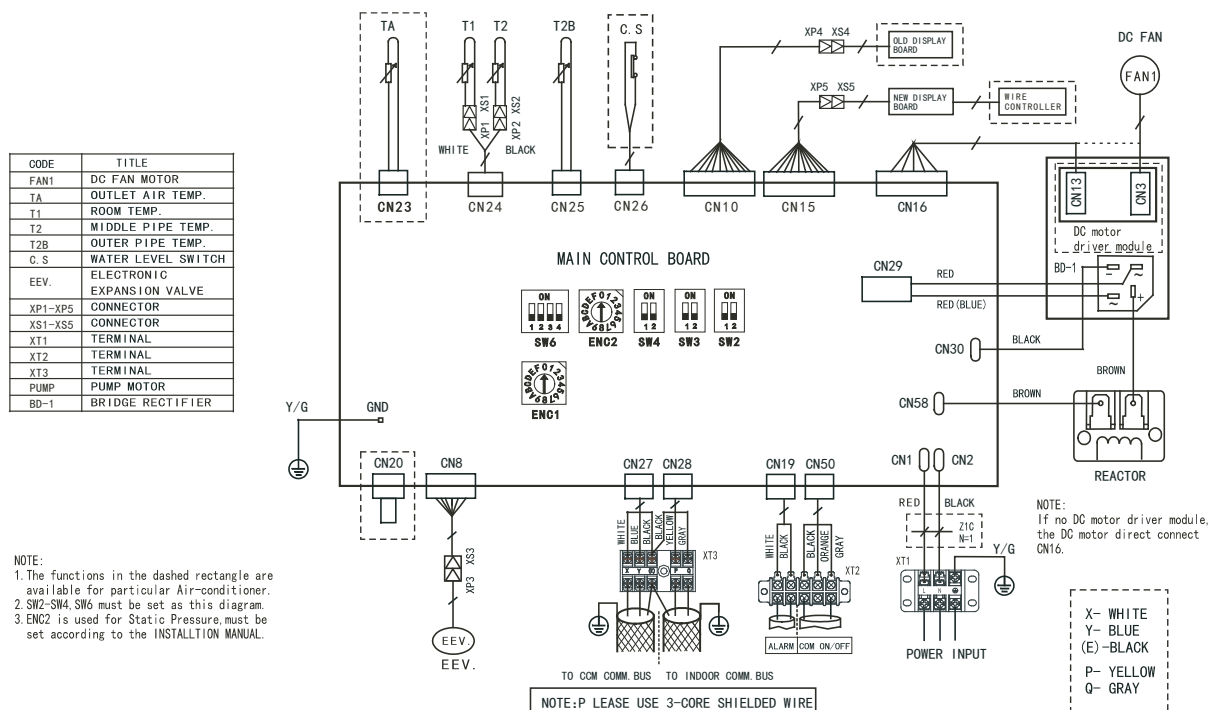 TA
T1
T2
T2B
C. S
XP4 XS4
OLD DISPLAY
BOARD
DC FAN
FAN1
XP5 XS5
NEW DISPLAY
BOARD
WIRE
CONTROLLER
XP1 XS1
XP2 XS2
WHITE
BLACK
CN23
CN24
CN25
CN26
CN10
CN15
CN16
CN13
CN3
DC motor
driver module
CODE TITLE
FAN1 DC FAN MOTOR
TA OUTLET AIR TEMP.
T1 ROOM TEMP.
T2 MIDDLE PIPE TEMP.
T2B OUTER PIPE TEMP.
C. S WATER LEVEL SWITCH
EEV. ELECTRONIC
EXPANSION VALVE
XP1-XP5 CONNECTOR
XS1-XS5 CONNECTOR
XT1 TERMINAL
XT2 TERMINAL
XT3 TERMINAL
PUMP PUMP MOTOR
BD-1 BRIDGE RECTIFIER
MAIN CONTROL BOARD
CN29
RED
RED(BLUE)
BD-1
- ~
~ +
ON
1 2 3 4
SW6
0123456789ABCDEF
ENC2
ON
1 2
SW4
ON
1 2
SW3
ON
1 2
SW2
0123456789ABCDEF
ENC1
CN30
BLACK
BROWN
CN58
BROWN
REACTOR
Y/G
GND
CN20
CN8
CN27
CN28
CN19
CN50
CN1
CN2
RED
BLACK
Z1C
N=1
Y/G
XT1
L N
POWER INPUT
XS3
XP3
EEV.
EEV.
WHITE
BLUE
BLACK
BLACK
YELLOW
GRAY
XT3
X Y (E) P Q
WHITE
BLACK
BLACK
ORANGE
GRAY
XT2
ALARM
COM ON/OFF
TO CCM COMM. BUS
TO INDOOR COMM. BUS
NOTE:P LEASE USE 3-CORE SHIELDED WIRE
NOTE:
If no DC motor driver module,
the DC motor direct connect
CN16.
X- WHITE
Y- BLUE
(E)-BLACK
P- YELLOW
Q- GRAY
NOTE:
1. The functions in the dashed rectangle are
available for particular Air-conditioner.
2. SW2-SW4, SW6 must be set as this diagram.
3. ENC2 is used for Static Pressure, must be
set according to the INSTALLTION MANUAL.